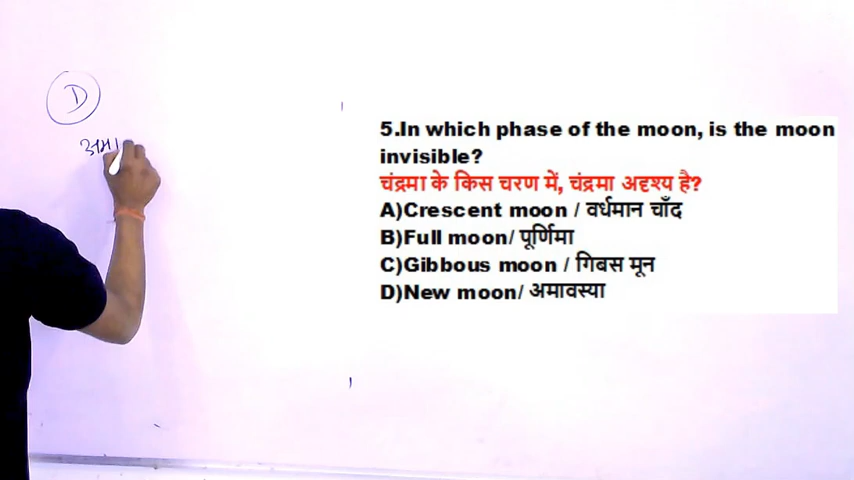 D
अमा
5.In which phase of the moon, is the moon
invisible?
चंद्रमा के किस चरण में, चंद्रमा अदृश्य है?
A)Crescent moon / वर्धमान चाँद
B)Full moon/ पूर्णिमा
C)Gibbous moon / गिबस मून
D)New moon/ अमावस्या